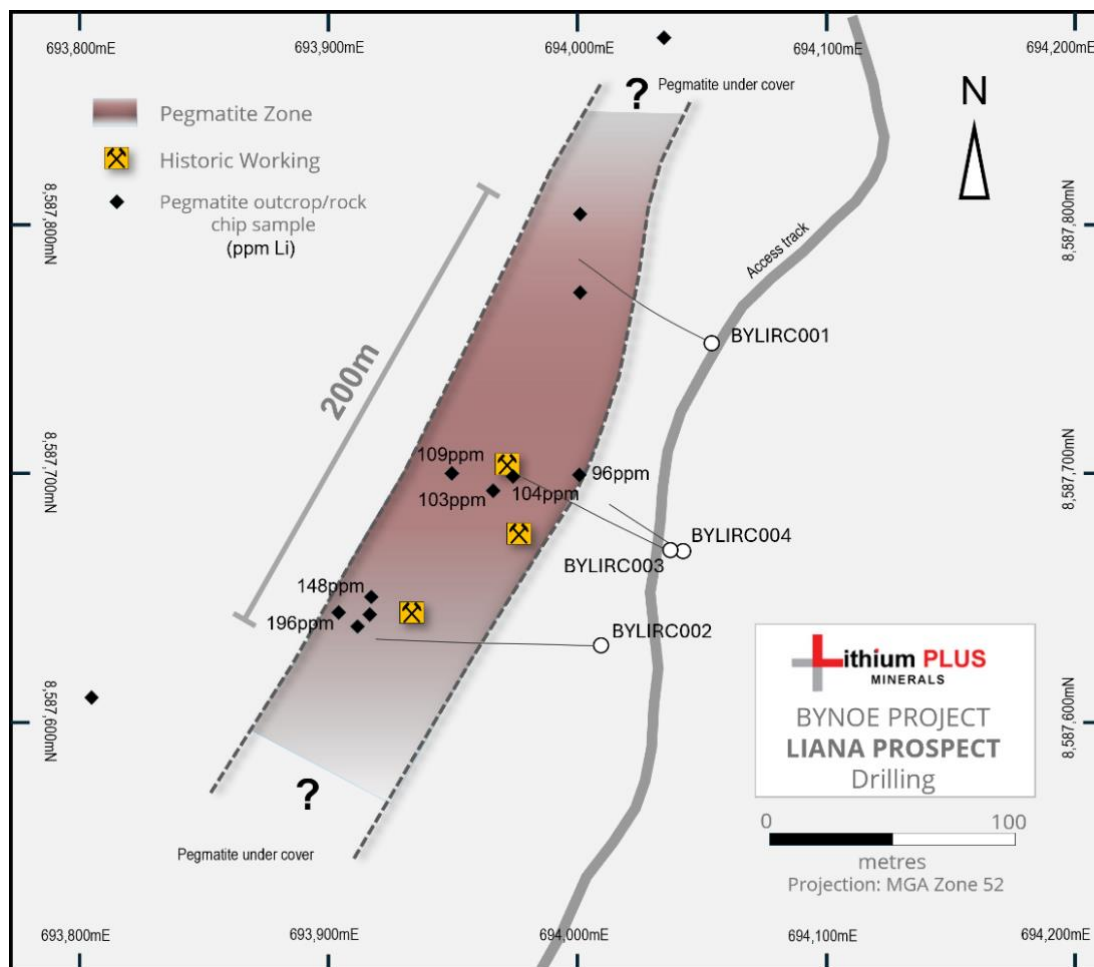 693,800mE
693,900mE
694,000mE
694,100mE
694,200mE
? Pegmatite under cover
N
Pegmatite Zone
Historic Working
Pegmatite outcrop/rock
chip sample
(ppm Li)
8,587,800mN
8,587,800mN
Access track
200m
BYLIRC001
109ppm
96ppm
103ppm
104ppm
8,587,700mN
8,587,700mN
BYLIRC004
BYLIRC003
148ppm
196ppm
BYLIRC002
Lithium PLUS
MINERALS
BYNOE PROJECT
LIANA PROSPECT
Drilling
8,587,600mN
8,587,600mN
?
Pegmatite under cover
0
100
metres
Projection: MGA Zone 52
693,800mE
693,900mE
694,000mE
694,100mE
694,200mE